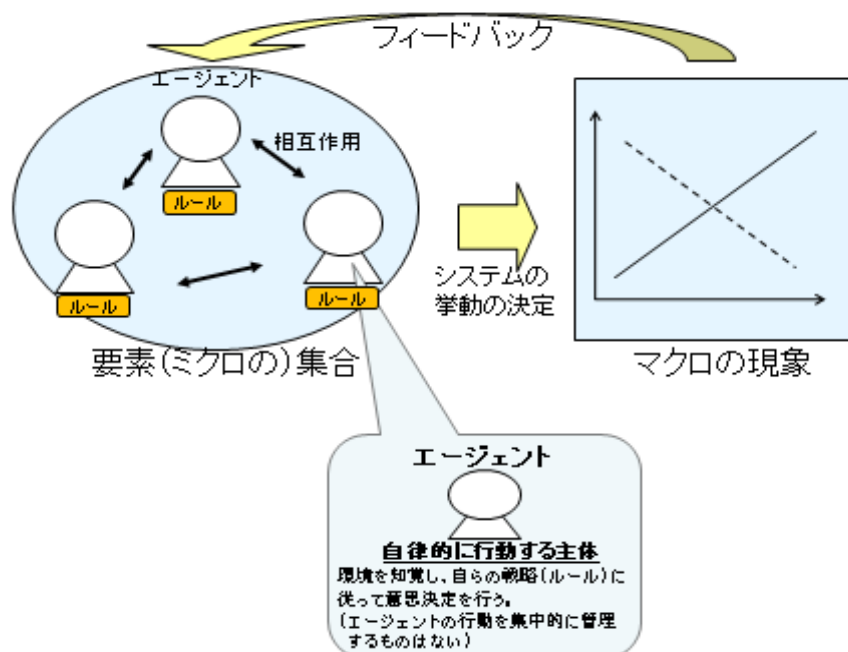 フィードバック
エージェント
相互作用
ルール
ルール
ルール
システムの
挙動の決定
要素(ミクロの)集合
マクロの現象
エージェント
自律的に行動する主体
環境を知覚し、自らの戦略(ルール)に
従って意思決定を行う。
(エージェントの行動を集中的に管理
するものはない)